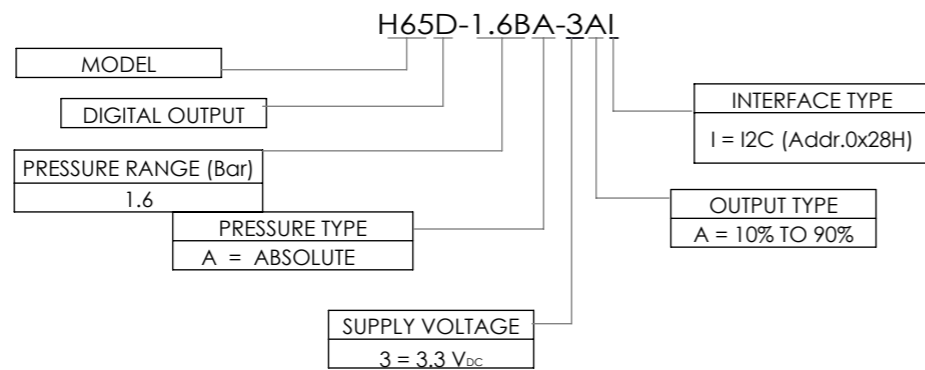 H65D-1.6BA-3AI
MODEL
DIGITAL OUTPUT
PRESSURE RANGE (Bar)
1.6
PRESSURE TYPE
A = ABSOLUTE
SUPPLY VOLTAGE
3 = 3.3 VDC
INTERFACE TYPE
I = I2C (Addr.0x28H)
OUTPUT TYPE
A = 10% TO 90%